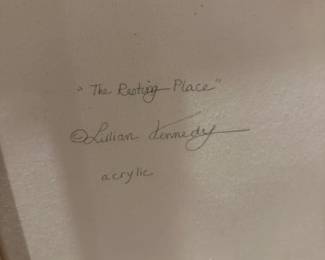 "The Resting Place"
©Lillian Kennedy
acrylic